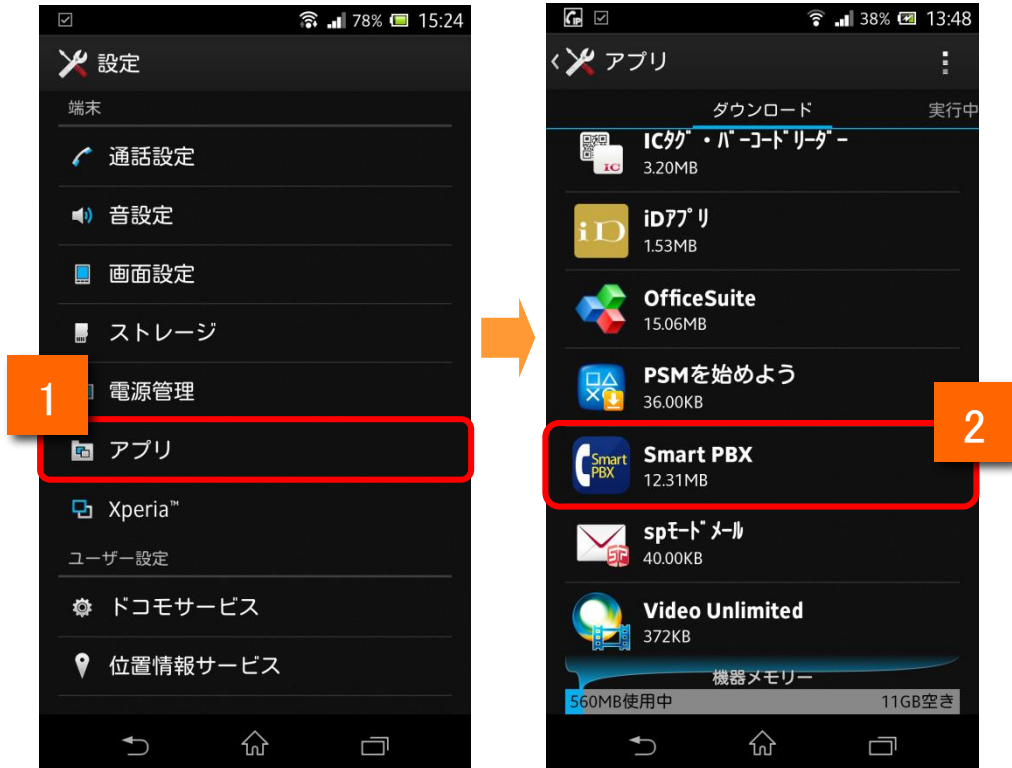 78% 15:24
設定
端末
通話設定
音設定
画面設定
ストレージ
1
電源管理
アプリ
Xperia™
ユーザー設定
ドコモサービス
位置情報サービス
38% 13:48
アプリ
ダウンロード 実行中
ICﾀｸﾞ・ﾊﾞｰｺｰﾄﾞﾘｰﾀﾞｰ
IC
3.20MB
iD
iDｱﾌﾟﾘ
1.53MB
OfficeSuite
15.06MB
PSMを始めよう
36.00KB
2
Smart PBX
Smart PBX
12.31MB
spﾓｰﾄﾞﾒｰﾙ
40.00KB
Video Unlimited
372KB
機器メモリー
560MB使用中 11GB空き